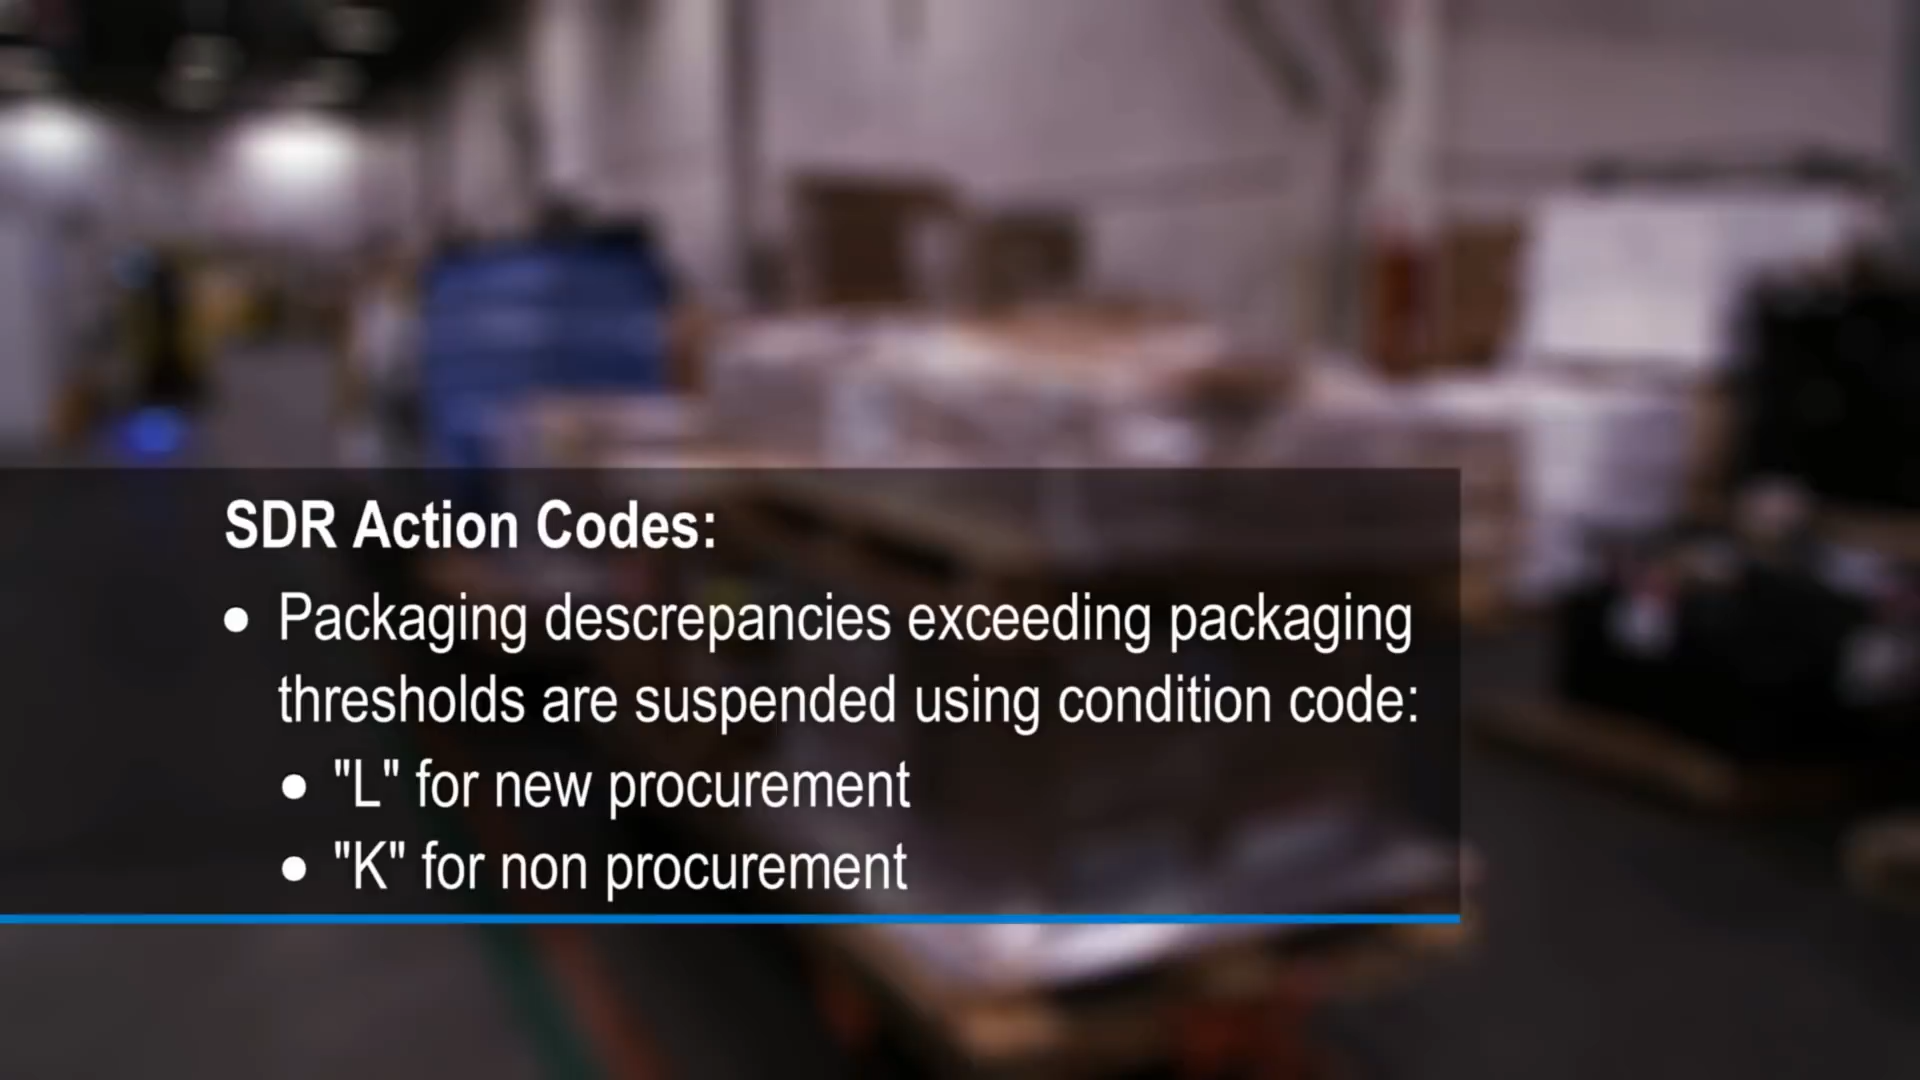 SDR Action Codes:
● Packaging descrepancies exceeding packaging
thresholds are suspended using condition code:
● "L" for new procurement
● "K" for non procurement